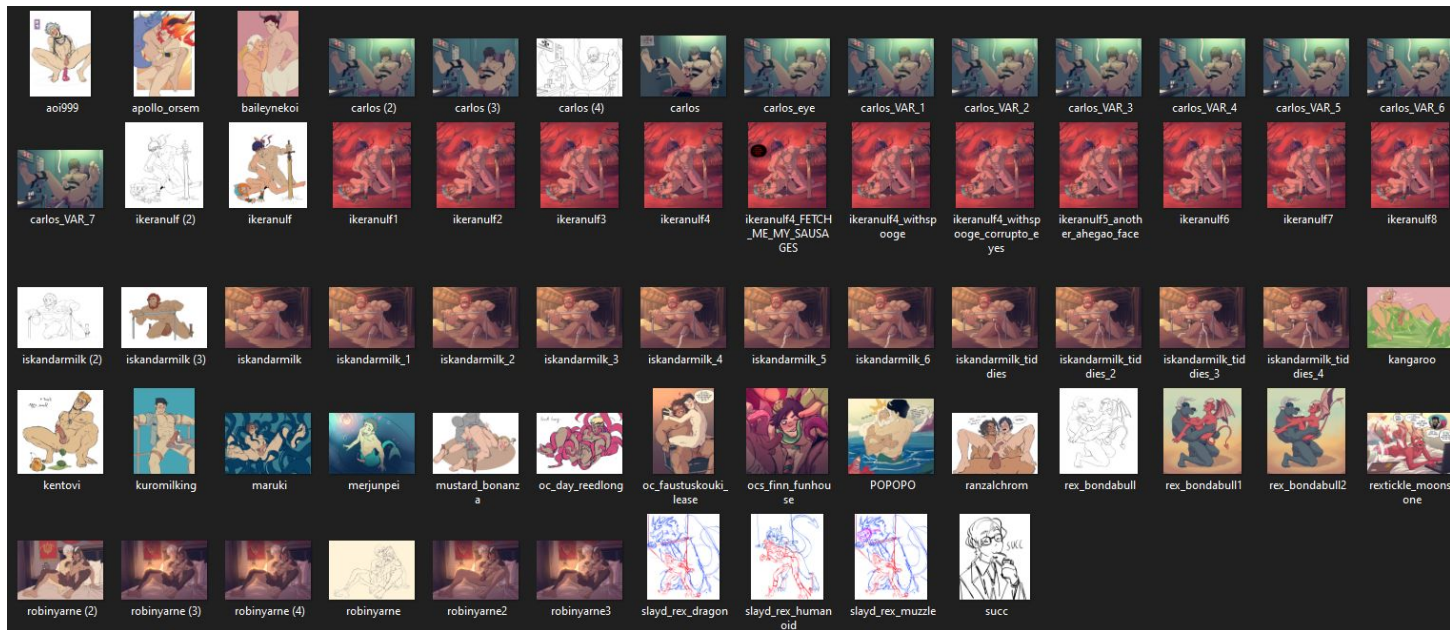 aoi999
apollo_orsem
baileynekoi
carlos (2)
carlos (3)
carlos (4)
carlos
carlos_eye
carlos_VAR_1
carlos_VAR_2
carlos_VAR_3
carlos_VAR_4
carlos_VAR_5
carlos_VAR_6
carlos_VAR_7
ikeranulf (2)
ikeranulf
ikeranulf1
ikeranulf2
ikeranulf3
ikeranulf4
ikeranulf4_FETCH
_ME_MY_SAUSA
GES
ikeranulf4_withsp
ooge
ikeranulf4_withsp
ooge_corrupto_e
yes
ikeranulf5_anoth
er_ahegao_face
ikeranulf6
ikeranulf7
ikeranulf8
iskandarmilk (2)
iskandarmilk (3)
iskandarmilk
iskandarmilk_1
iskandarmilk_2
iskandarmilk_3
iskandarmilk_4
iskandarmilk_5
iskandarmilk_6
iskandarmilk_tid
dies
iskandarmilk_tid
dies_2
iskandarmilk_tid
dies_3
iskandarmilk_tid
dies_4
kangaroo
kentovi
kuromilking
maruki
merjunpei
mustard_bonanz
a
oc_day_reedlong
oc_faustuskouki_
lease
ocs_finn_funhou
se
POPOPO
ranzalchrom
rex_bondabull
rex_bondabull1
rex_bondabull2
rextickle_moonst
one
robinyarne (2)
robinyarne (3)
robinyarne (4)
robinyarne
robinyarne2
robinyarne3
slayd_rex_dragon
slayd_rex_human
oid
slayd_rex_muzzle
SUCC
succ